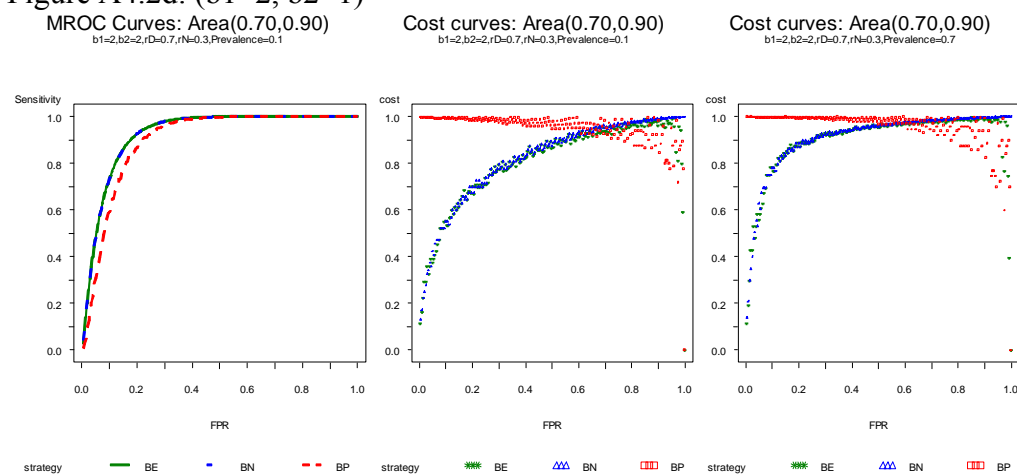 Figure A4.2d: (b1=2, b2=1)
MROC Curves: Area(0.70,0.90)
b1=2,b2=2,rD=0.7,rN=0.3,Prevalence=0.1
Sensitivity
1.0
0.8
0.6
0.4
0.2
0.0
0.0 0.2 0.4 0.6 0.8 1.0
FPR
strategy BE BN BP
Cost curves: Area(0.70,0.90)
b1=2,b2=2,rD=0.7,rN=0.3,Prevalence=0.1
cost
1.0
0.8
0.6
0.4
0.2
0.0
0.0 0.2 0.4 0.6 0.8 1.0
FPR
strategy BE BN BP
Cost curves: Area(0.70,0.90)
b1=2,b2=2,rD=0.7,rN=0.3,Prevalence=0.7
cost
1.0
0.8
0.6
0.4
0.2
0.0
0.0 0.2 0.4 0.6 0.8 1.0
FPR
strategy BE BN BP